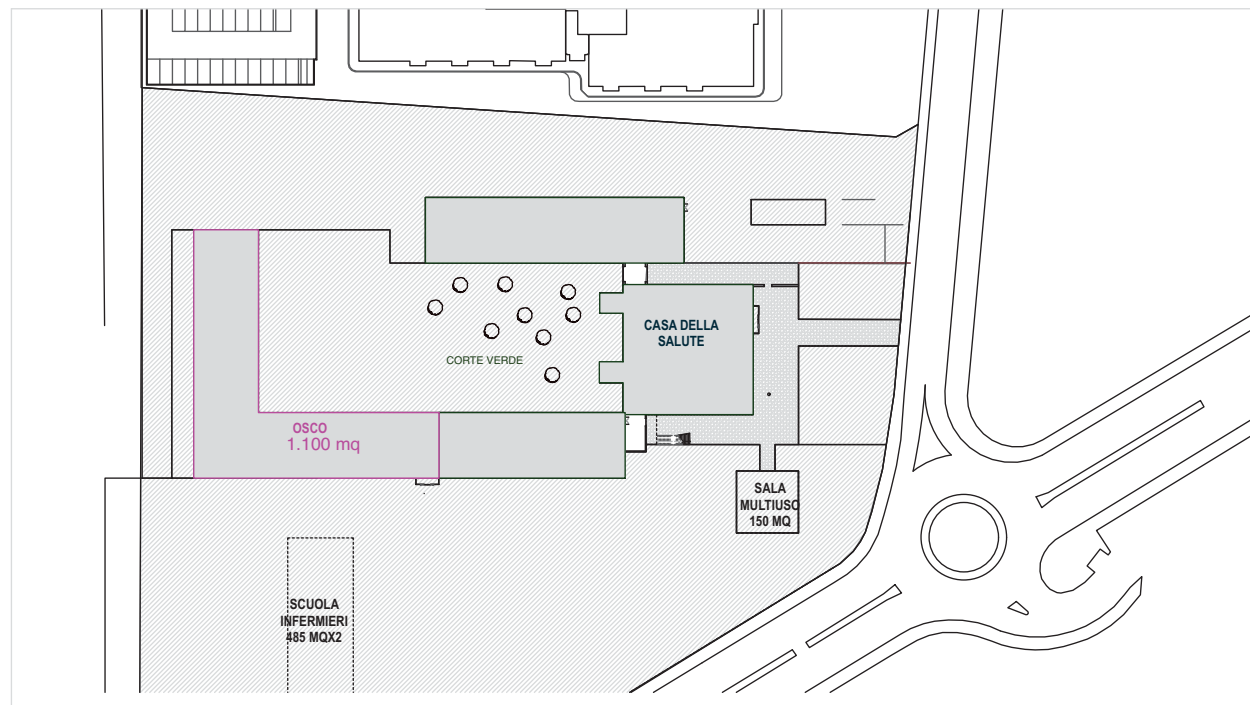 CASA DELLA
SALUTE
CORTE VERDE
OSCO
1.100 mq
SALA
MULTIUSO
150 MQ
SCUOLA
INFERMIERI
485 MQX2